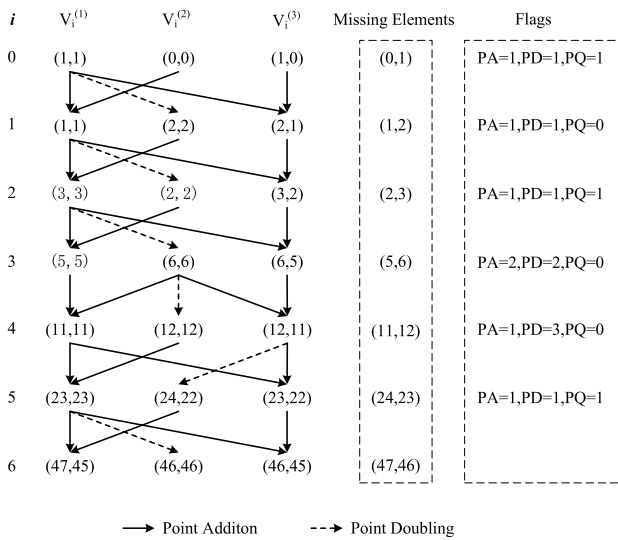 i V_i^(1) V_i^(2) V_i^(3) Missing Elements Flags
0 (1,1) (0,0) (1,0) (0,1) PA=1,PD=1,PQ=1
1 (1,1) (2,2) (2,1) (1,2) PA=1,PD=1,PQ=0
2 (3,3) (2,2) (3,2) (2,3) PA=1,PD=1,PQ=1
3 (5,5) (6,6) (6,5) (5,6) PA=2,PD=2,PQ=0
4 (11,11) (12,12) (12,11) (11,12) PA=1,PD=3,PQ=0
5 (23,23) (24,22) (23,22) (24,23) PA=1,PD=1,PQ=1
6 (47,45) (46,46) (46,45) (47,46)
Point Additon Point Doubling